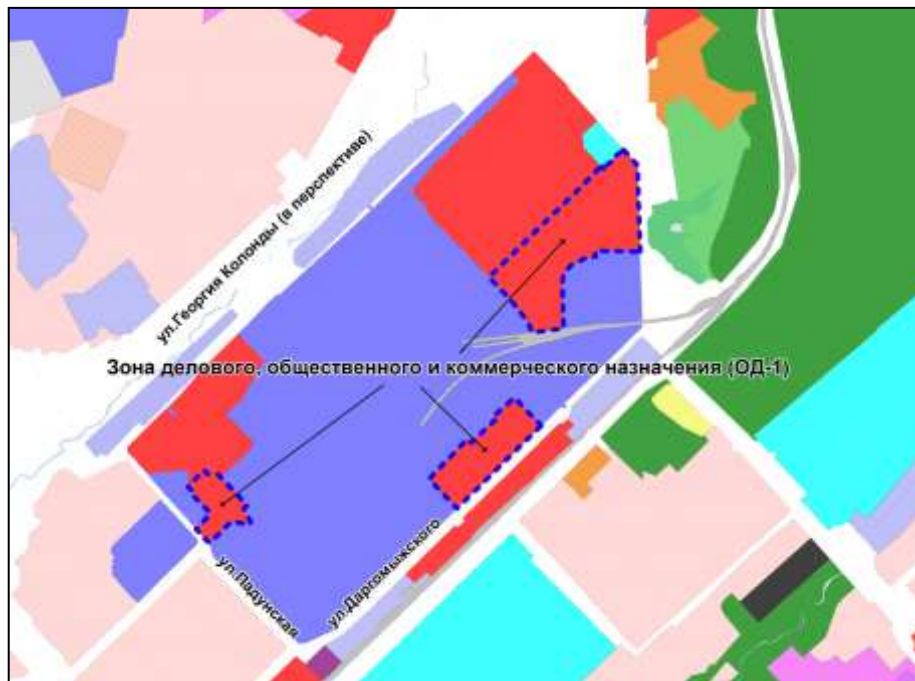 ул.Георгия Колонды (в перспективе)
Зона делового, общественного и коммерческого назначения (ОД-1)
ул.Падунская
ул.Даргомыжского